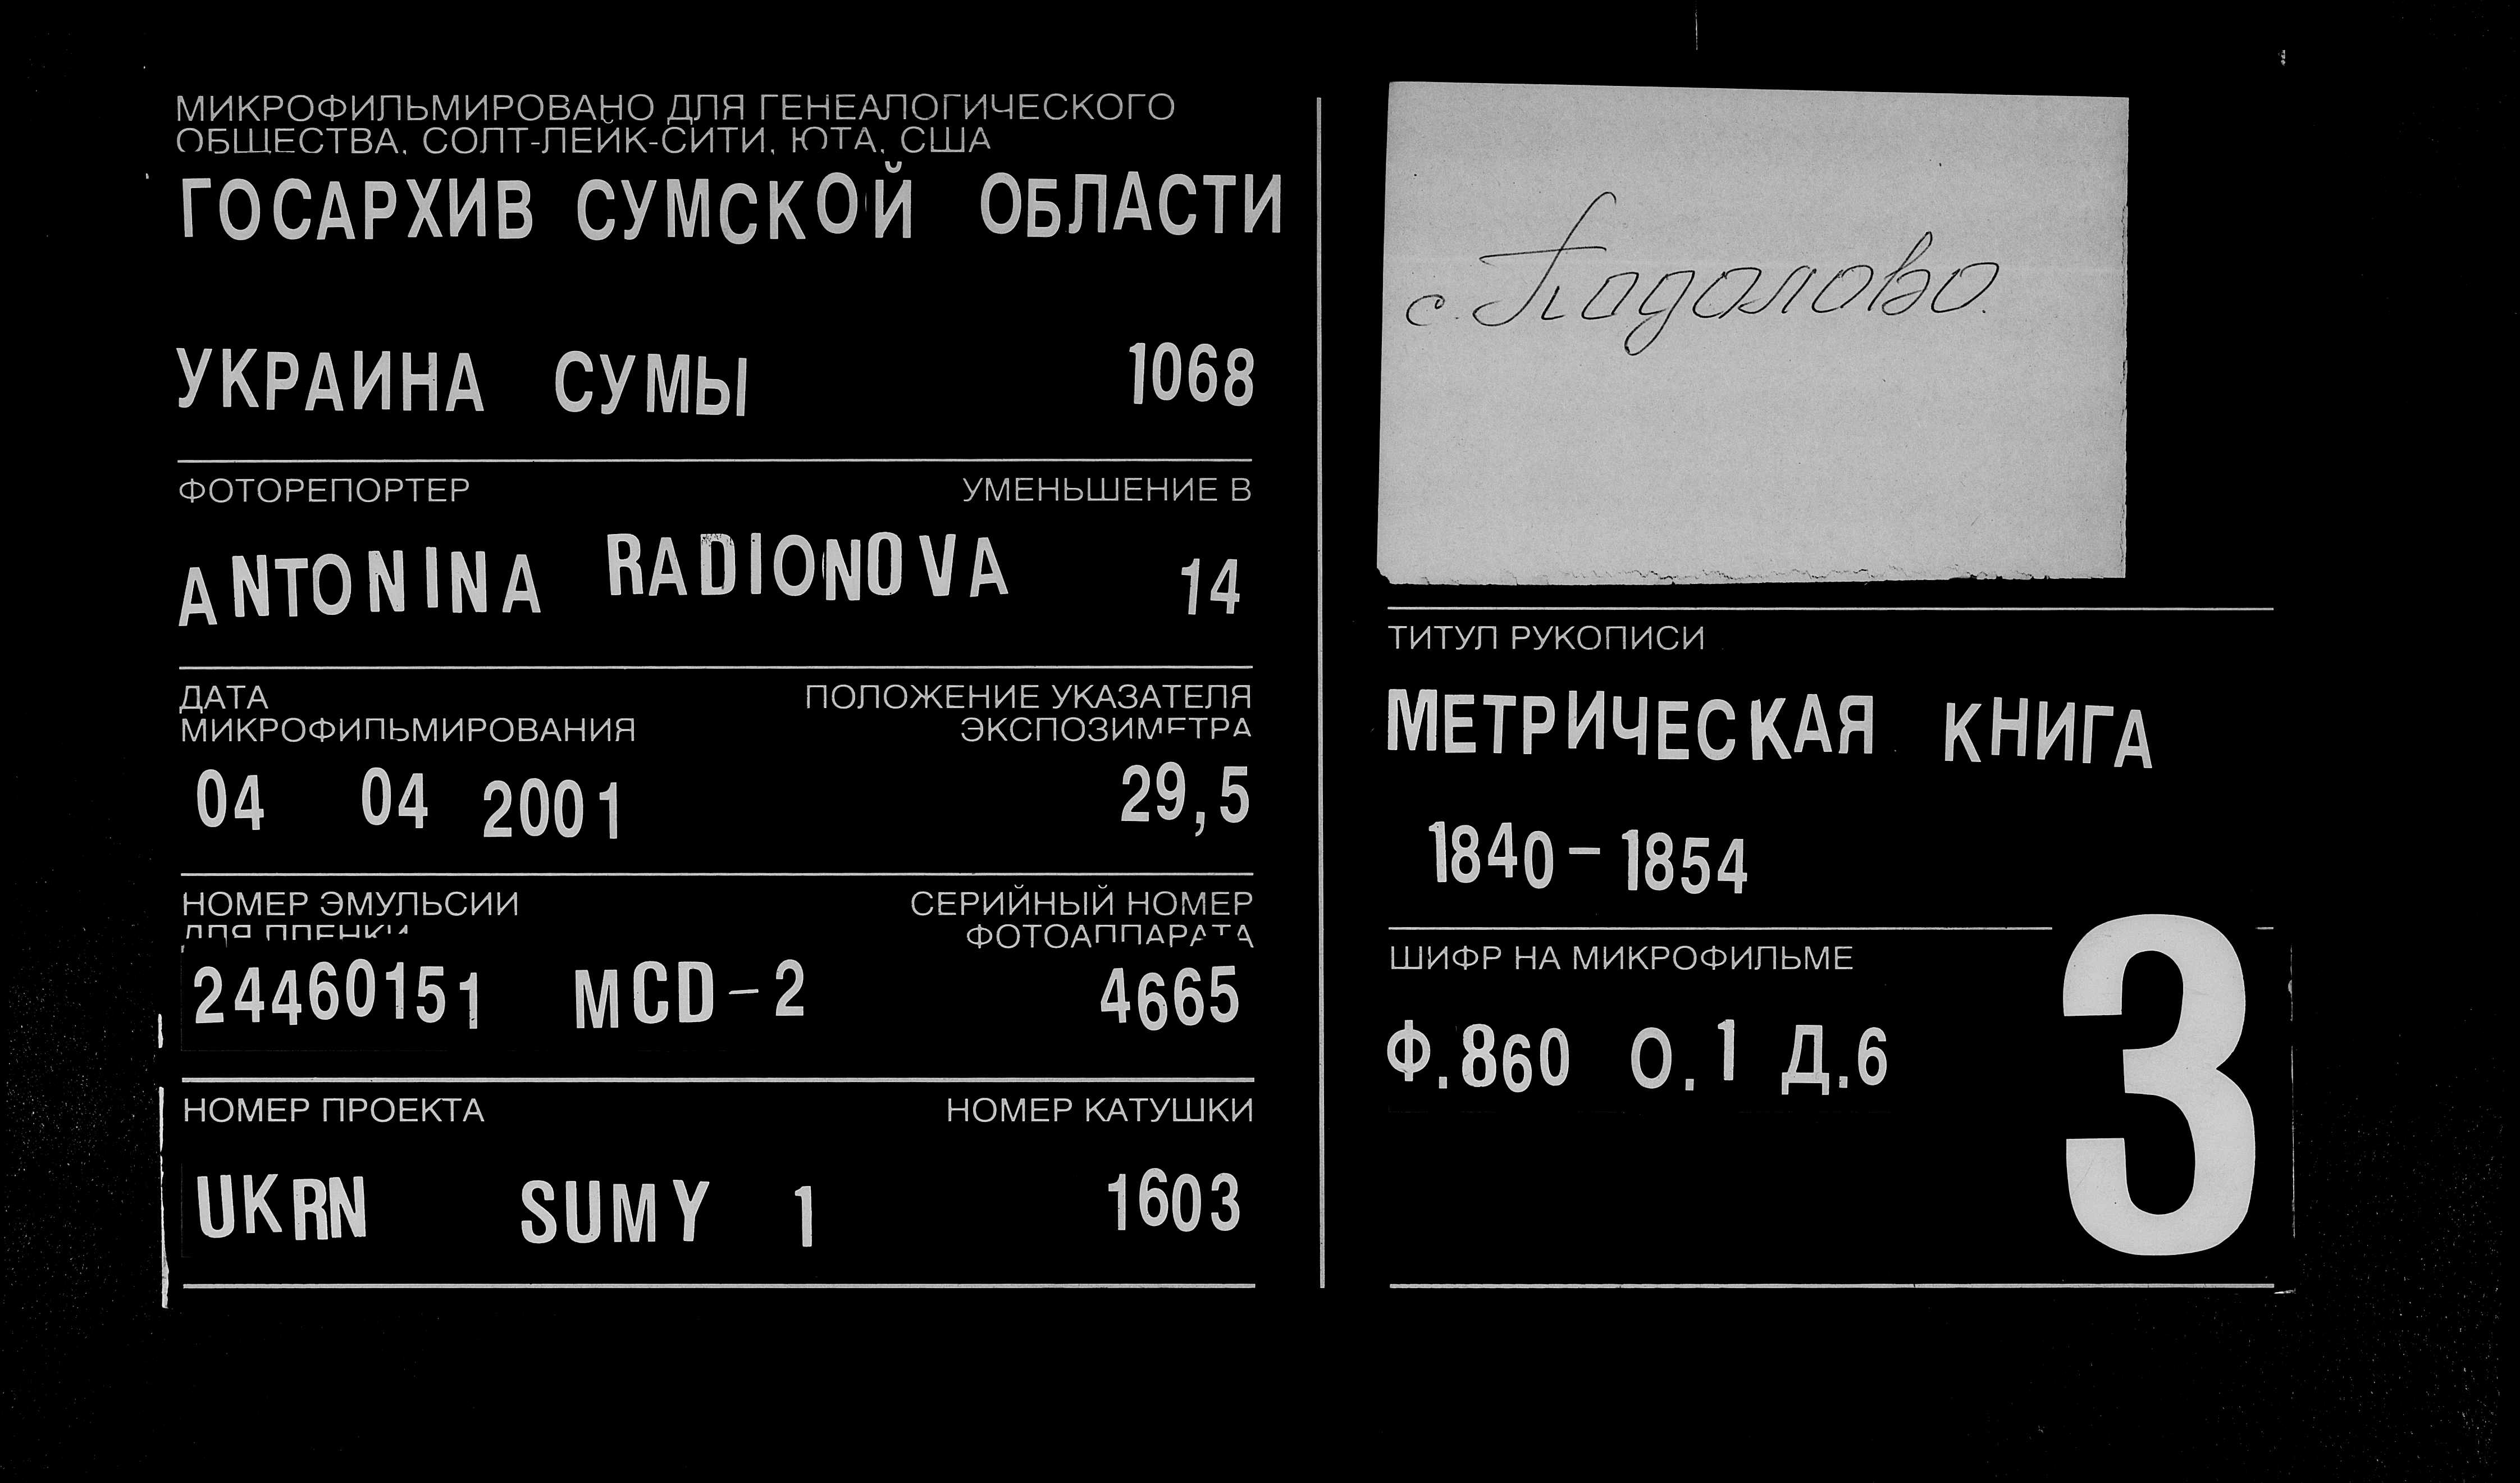 МИКРОФИЛЬМИРОВАНО ДЛЯ ГЕНЕАЛОГИЧЕСКОГО
ОБЩЕСТВА, СОЛТ-ЛЕЙК-СИТИ, ЮТА, США
ГОСАРХИВ СУМСКОЙ ОБЛАСТИ
УКРАИНА СУМЫ 1068
ФОТОРЕПОРТЕР УМЕНЬШЕНИЕ В
ANTONINA RADIONOVA 14
ДАТА ПОЛОЖЕНИЕ УКАЗАТЕЛЯ
МИКРОФИЛЬМИРОВАНИЯ ЭКСПОЗИМЕТРА
04 04 2001 29,5
НОМЕР ЭМУЛЬСИИ СЕРИЙНЫЙ НОМЕР
ДЛЯ ПЛЕНКИ ФОТОАППАРАТА
24460151 MCD-2 4665
НОМЕР ПРОЕКТА НОМЕР КАТУШКИ
UKRN SUMY 1 1603
с. Подолово.
ТИТУЛ РУКОПИСИ
МЕТРИЧЕСКАЯ КНИГА
1840-1854
ШИФР НА МИКРОФИЛЬМЕ
Ф.860 О.1 Д.6
3